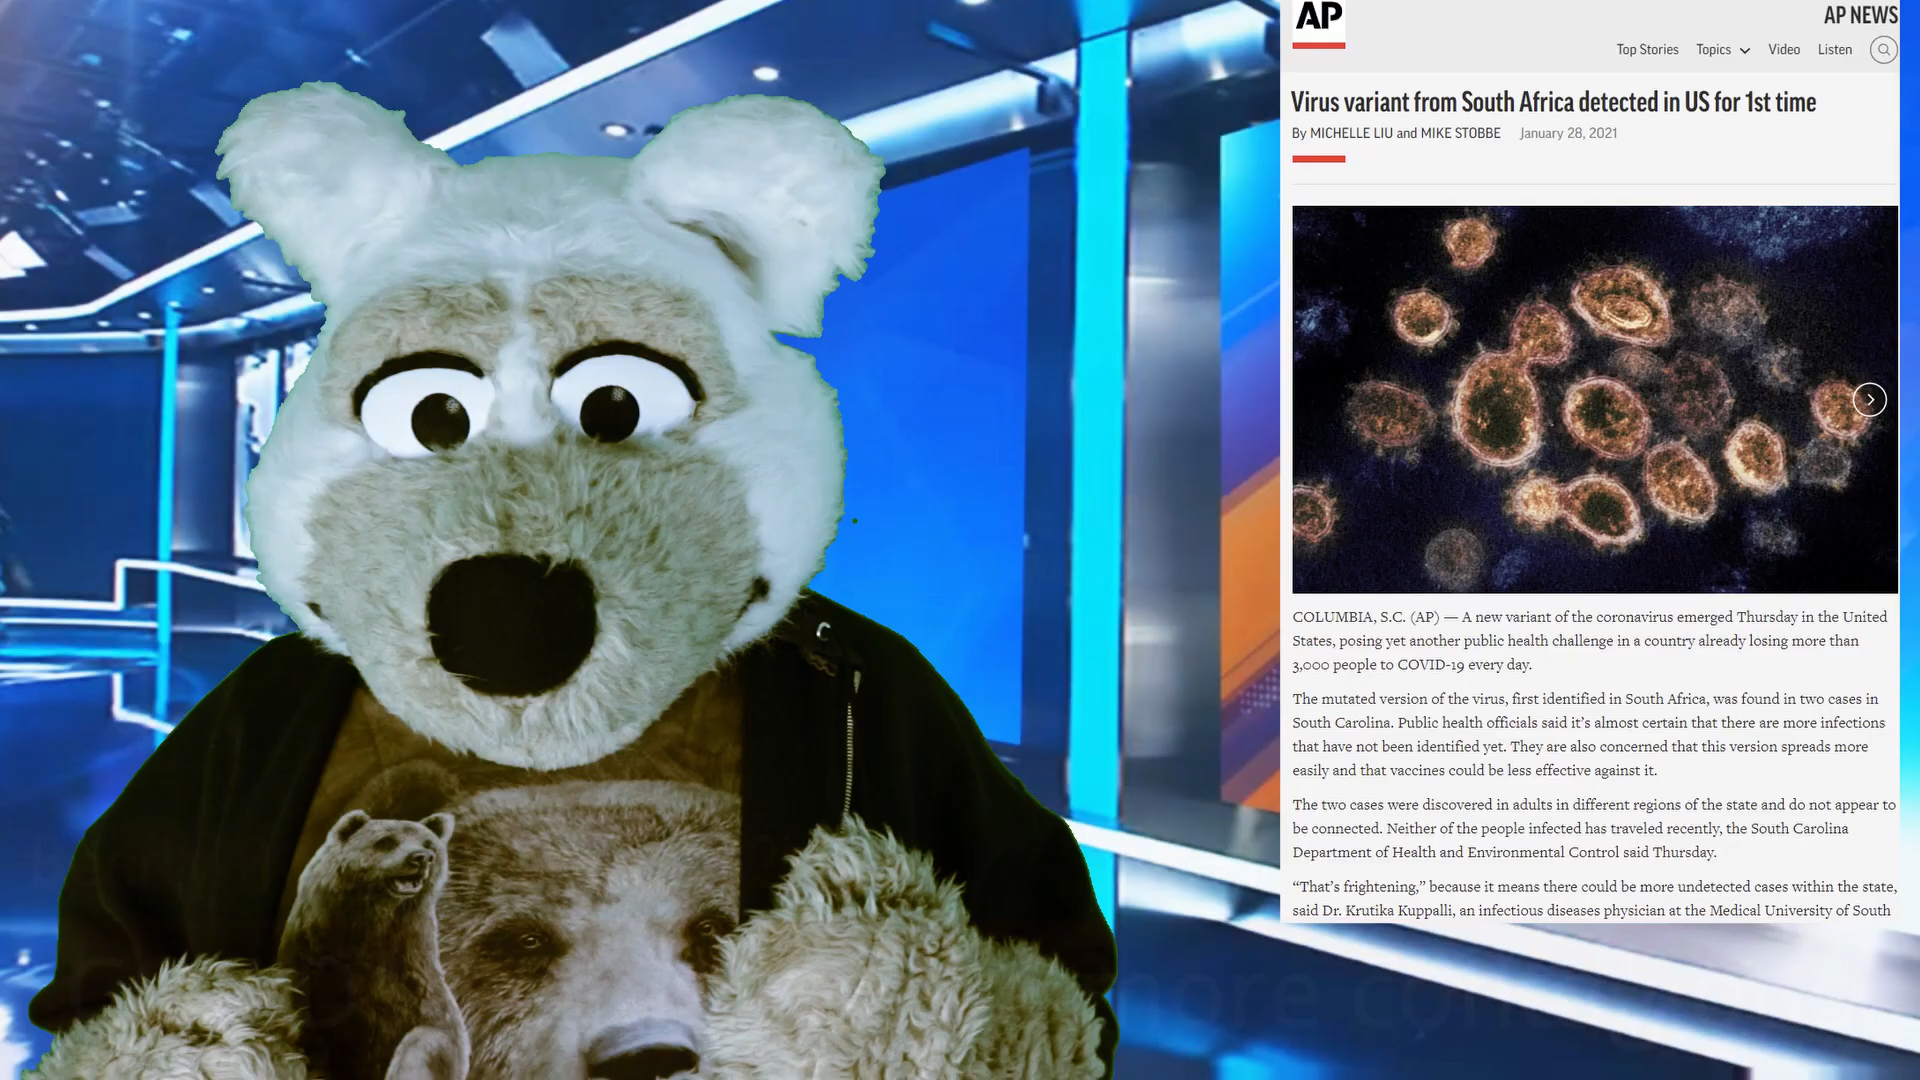 AP
AP NEWS
Top Stories Topics Video Listen
Virus variant from South Africa detected in US for 1st time
By MICHELLE LIU and MIKE STOBBE January 28, 2021
COLUMBIA, S.C. (AP) — A new variant of the coronavirus emerged Thursday in the United
States, posing yet another public health challenge in a country already losing more than
3,000 people to COVID-19 every day.
The mutated version of the virus, first identified in South Africa, was found in two cases in
South Carolina. Public health officials said it’s almost certain that there are more infections
that have not been identified yet. They are also concerned that this version spreads more
easily and that vaccines could be less effective against it.
The two cases were discovered in adults in different regions of the state and do not appear to
be connected. Neither of the people infected has traveled recently, the South Carolina
Department of Health and Environmental Control said Thursday.
“That’s frightening,” because it means there could be more undetected cases within the state,
said Dr. Krutika Kuppalli, an infectious diseases physician at the Medical University of South